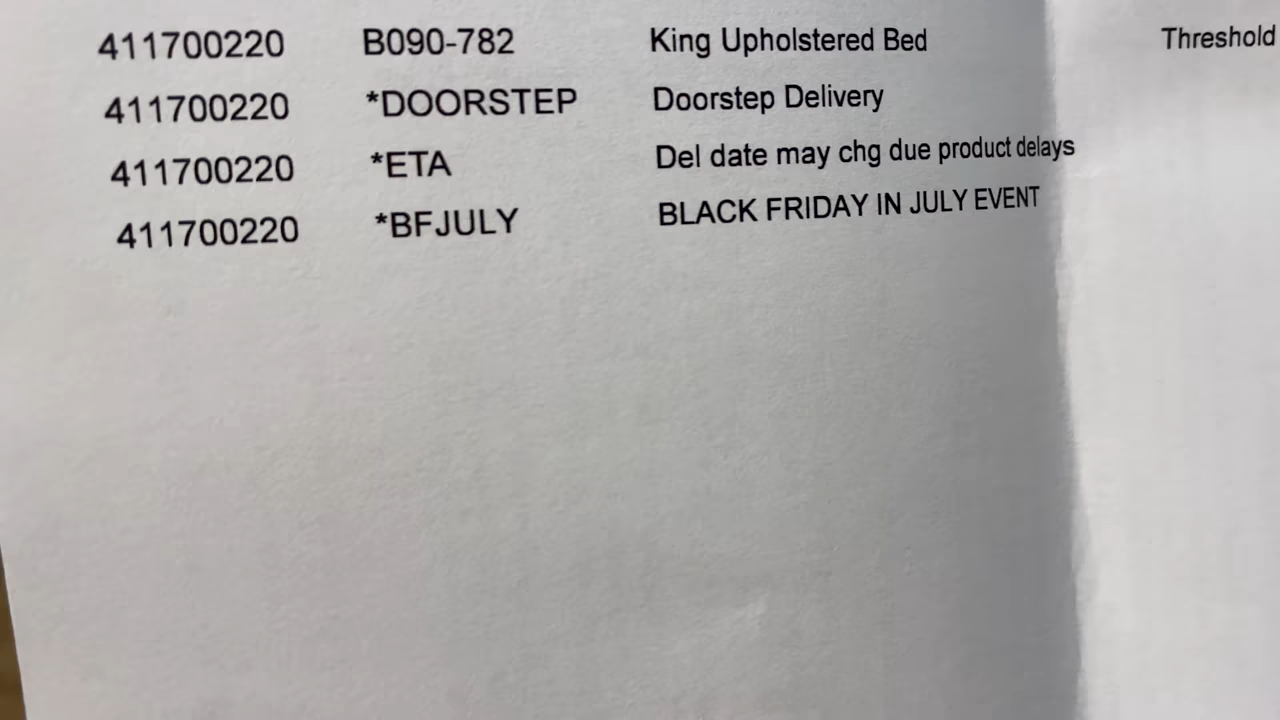 411700220 B090-782 King Upholstered Bed Threshold
411700220 *DOORSTEP Doorstep Delivery
411700220 *ETA Del date may chg due product delays
411700220 *BFJULY BLACK FRIDAY IN JULY EVENT